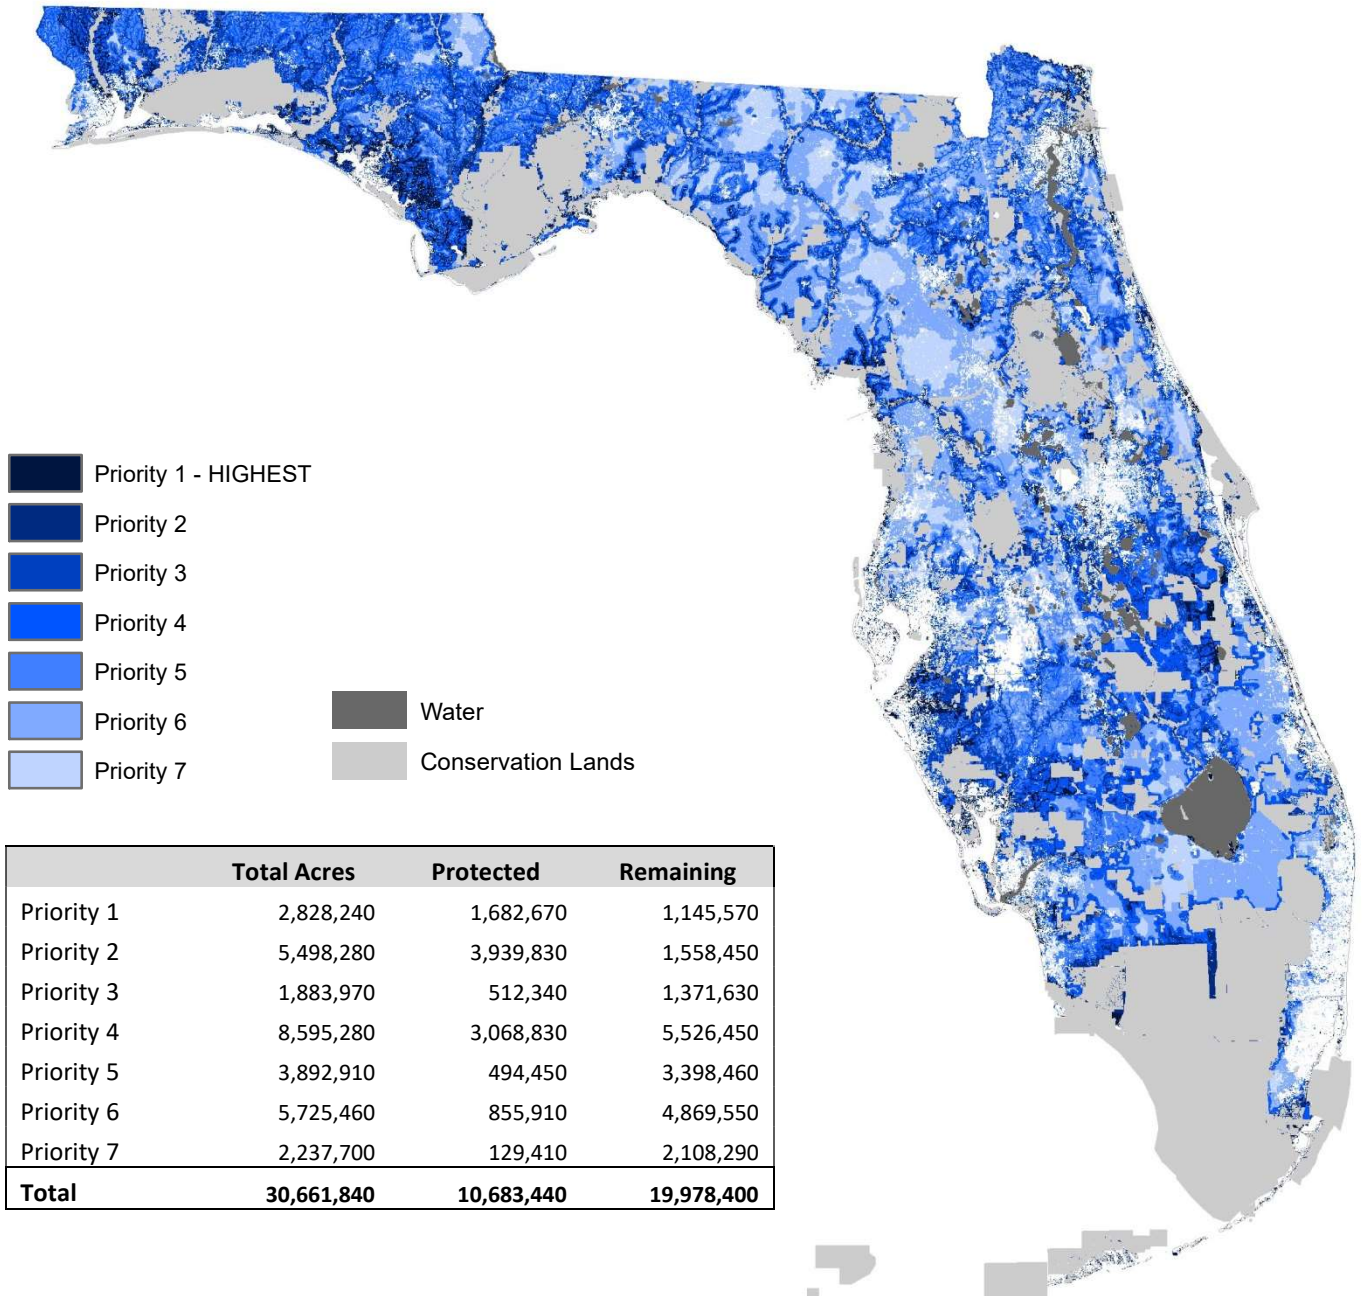 Priority 1 - HIGHEST
Priority 2
Priority 3
Priority 4
Priority 5
Priority 6
Priority 7
Water
Conservation Lands
Total Acres Protected Remaining
Priority 1 2,828,240 1,682,670 1,145,570
Priority 2 5,498,280 3,939,830 1,558,450
Priority 3 1,883,970 512,340 1,371,630
Priority 4 8,595,280 3,068,830 5,526,450
Priority 5 3,892,910 494,450 3,398,460
Priority 6 5,725,460 855,910 4,869,550
Priority 7 2,237,700 129,410 2,108,290
Total 30,661,840 10,683,440 19,978,400